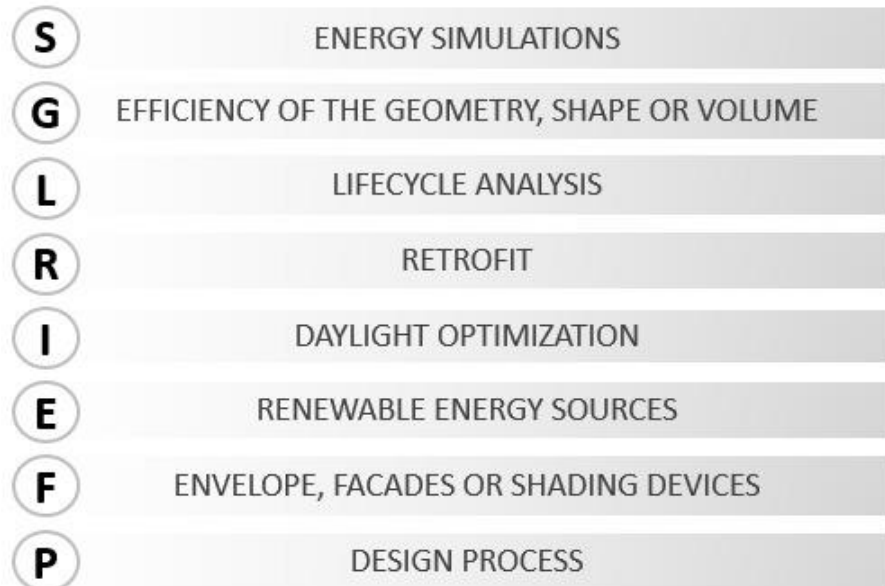 S ENERGY SIMULATIONS
G EFFICIENCY OF THE GEOMETRY, SHAPE OR VOLUME
L LIFECYCLE ANALYSIS
R RETROFIT
I DAYLIGHT OPTIMIZATION
E RENEWABLE ENERGY SOURCES
F ENVELOPE, FACADES OR SHADING DEVICES
P DESIGN PROCESS